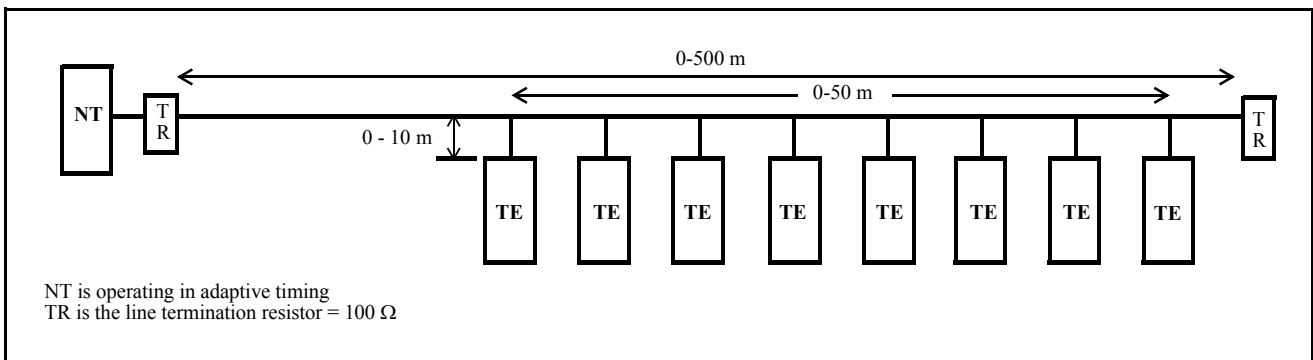 0-500 m
0-50 m
NT
T
R
T
R
0 - 10 m
TE TE TE TE TE TE TE TE
NT is operating in adaptive timing
TR is the line termination resistor = 100 Ω